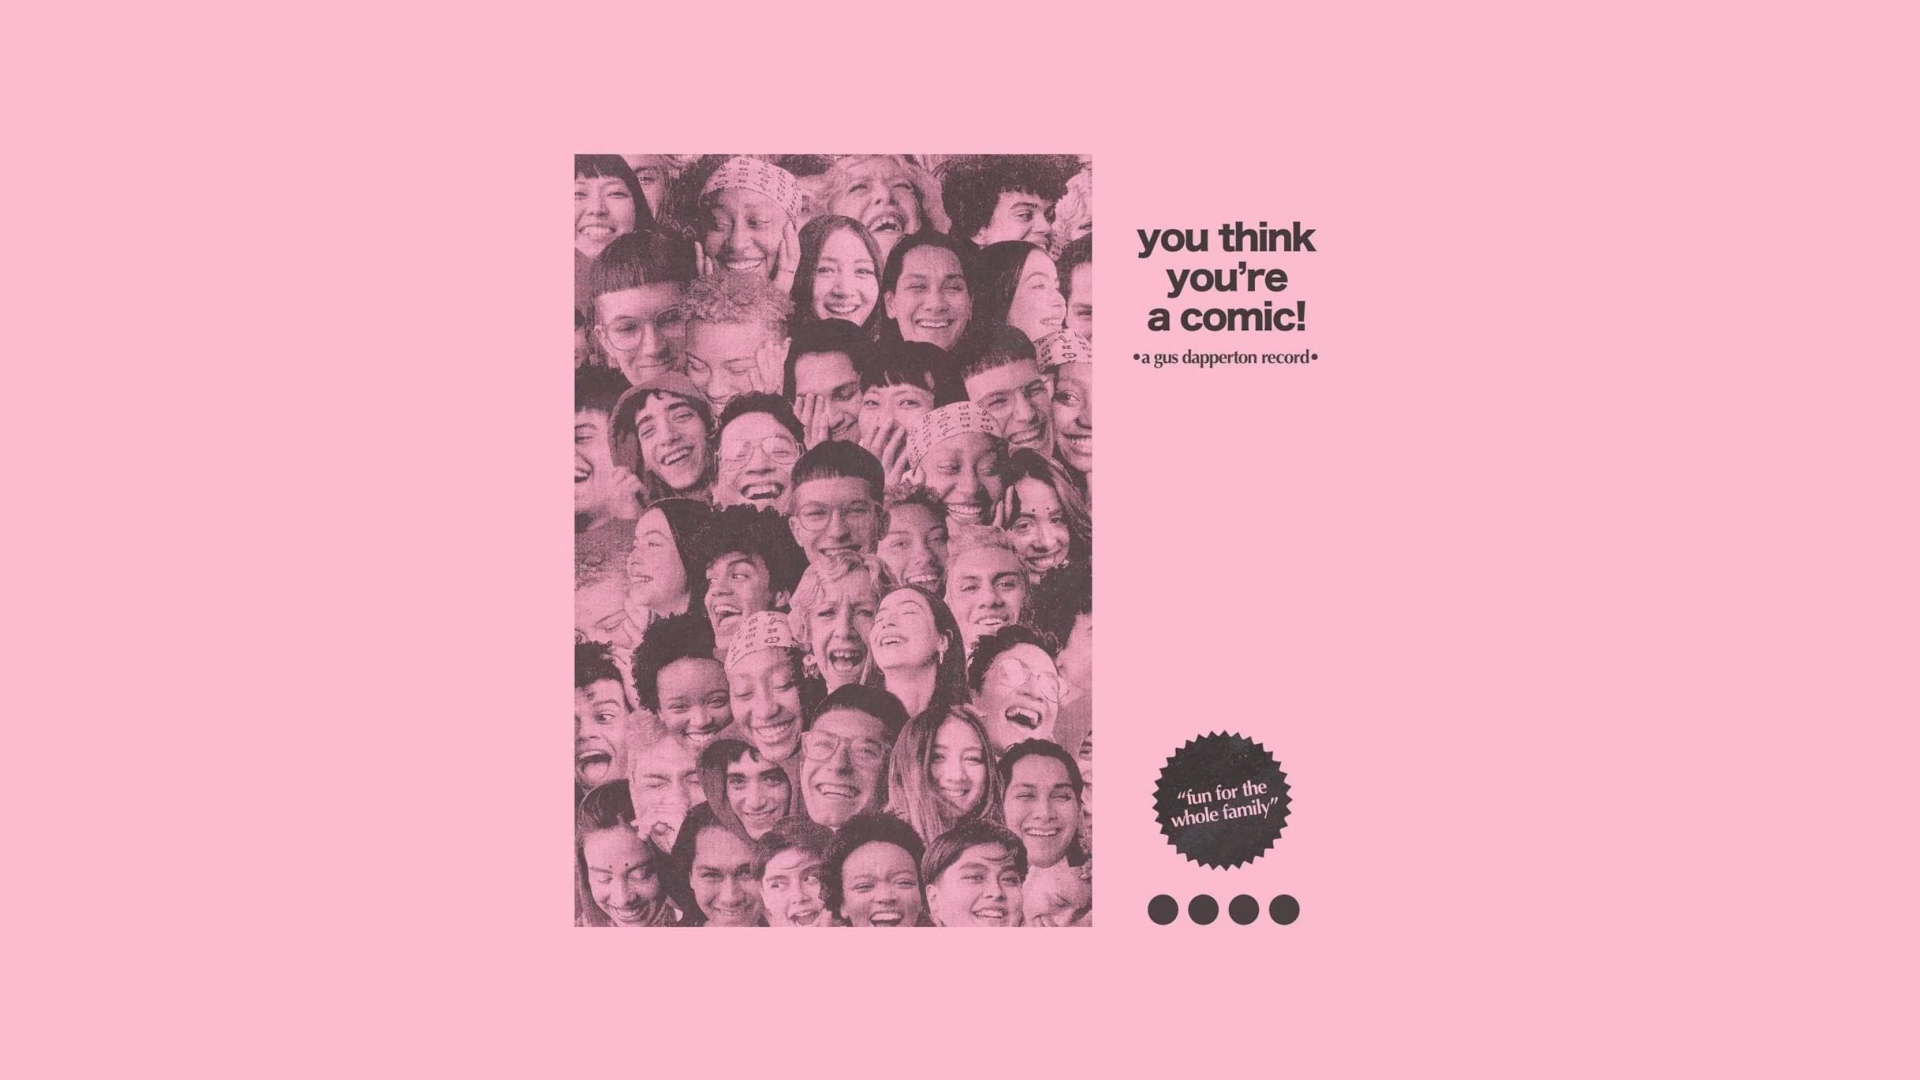 you think
you're
a comic!
•a gus dapperton record•
“fun for the
whole family”